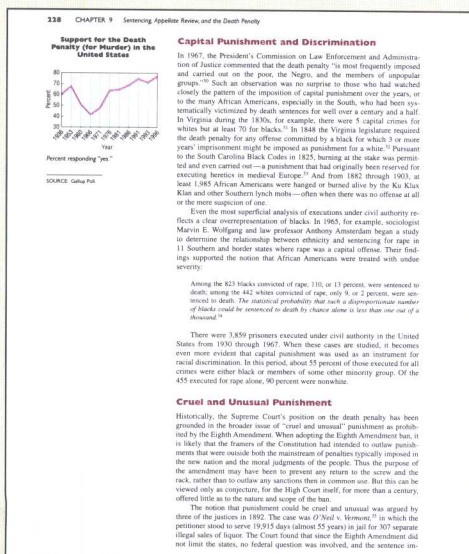 228 CHAPTER 9 Sentencing, Appellate Review, and the Death Penalty
Support for the Death
Penalty (for Murder) in the
United States
80
70
60
50
40
30
Percent
Year
Percent responding "yes."
SOURCE: Gallup Poll.
Capital Punishment and Discrimination
In 1967, the President's Commission on Law Enforcement and Administra-
tion of Justice commented that the death penalty "is most frequently imposed
and carried out on the poor, the Negro, and the members of unpopular
groups."30 Such an observation was no surprise to those who had watched
closely the pattern of the imposition of capital punishment over the years, or
to the many African Americans, especially in the South, who had been sys-
tematically victimized by death sentences for well over a century and a half.
In Virginia during the 1830s, for example, there were 5 capital crimes for
whites but at least 70 for blacks.31 In 1848 the Virginia legislature required
the death penalty for any offense committed by a black for which 3 or more
years' imprisonment might be imposed as punishment for a white.32 Pursuant
to the South Carolina Black Codes in 1825, burning at the stake was permit-
ted and even carried out—a punishment that had originally been reserved for
executing heretics in medieval Europe.33 And from 1882 through 1903, at
least 1,985 African Americans were hanged or burned alive by the Ku Klux
Klan and other Southern lynch mobs—often when there was no offense at all
or the mere suspicion of one.
Even the most superficial analysis of executions under civil authority re-
flects a clear overrepresentation of blacks. In 1965, for example, sociologist
Marvin E. Wolfgang and law professor Anthony Amsterdam began a study
to determine the relationship between ethnicity and sentencing for rape in
11 Southern and border states where rape was a capital offense. Their find-
ings supported the notion that African Americans were treated with undue
severity:
Among the 823 blacks convicted of rape, 110, or 13 percent, were sentenced to
death; among the 442 whites convicted of rape, only 9, or 2 percent, were sen-
tenced to death. The statistical probability that such a disproportionate number
of blacks could be sentenced to death by chance alone is less than one out of a
thousand.34
There were 3,859 prisoners executed under civil authority in the United
States from 1930 through 1967. When these cases are studied, it becomes
even more evident that capital punishment was used as an instrument for
racial discrimination. In this period, about 55 percent of those executed for all
crimes were either black or members of some other minority group. Of the
455 executed for rape alone, 90 percent were nonwhite.
Cruel and Unusual Punishment
Historically, the Supreme Court's position on the death penalty has been
grounded in the broader issue of "cruel and unusual" punishment as prohib-
ited by the Eighth Amendment. When adopting the Eighth Amendment ban, it
is likely that the framers of the Constitution had intended to outlaw punish-
ments that were outside both the mainstream of penalties typically imposed in
the new nation and the moral judgments of the people. Thus the purpose of
the amendment may have been to prevent any return to the screw and the
rack, rather than to outlaw any sanctions then in common use. But this can be
viewed only as conjecture, for the High Court itself, for more than a century,
offered little as to the nature and scope of the ban.
The notion that punishment could be cruel and unusual was argued by
three of the justices in 1892. The case was O'Neil v. Vermont,35 in which the
petitioner stood to serve 19,915 days (almost 55 years) in jail for 307 separate
illegal sales of liquor. The Court found that since the Eighth Amendment did
not limit the states, no federal question was involved, and the sentence im-